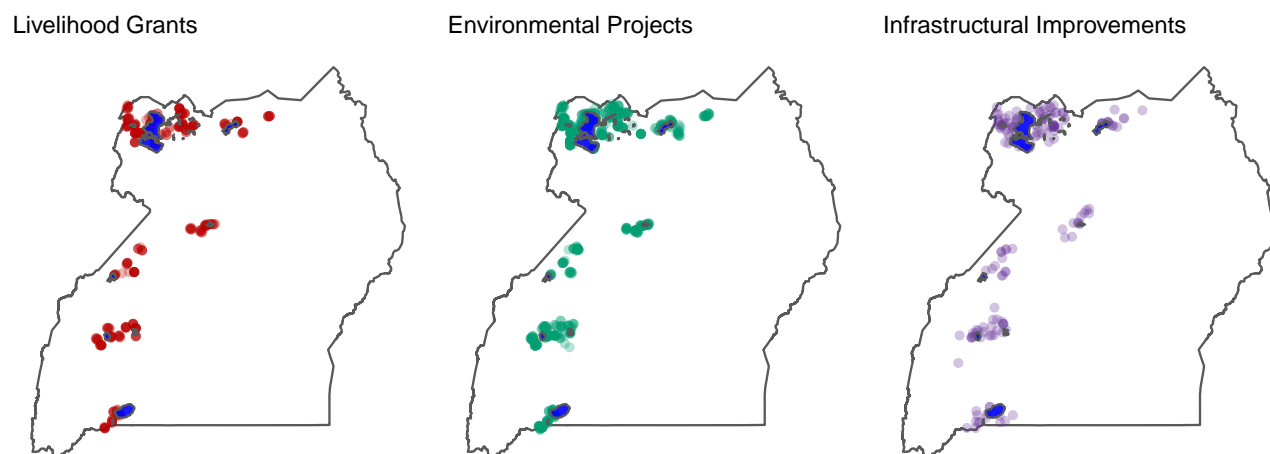 Livelihood Grants
Environmental Projects
Infrastructural Improvements